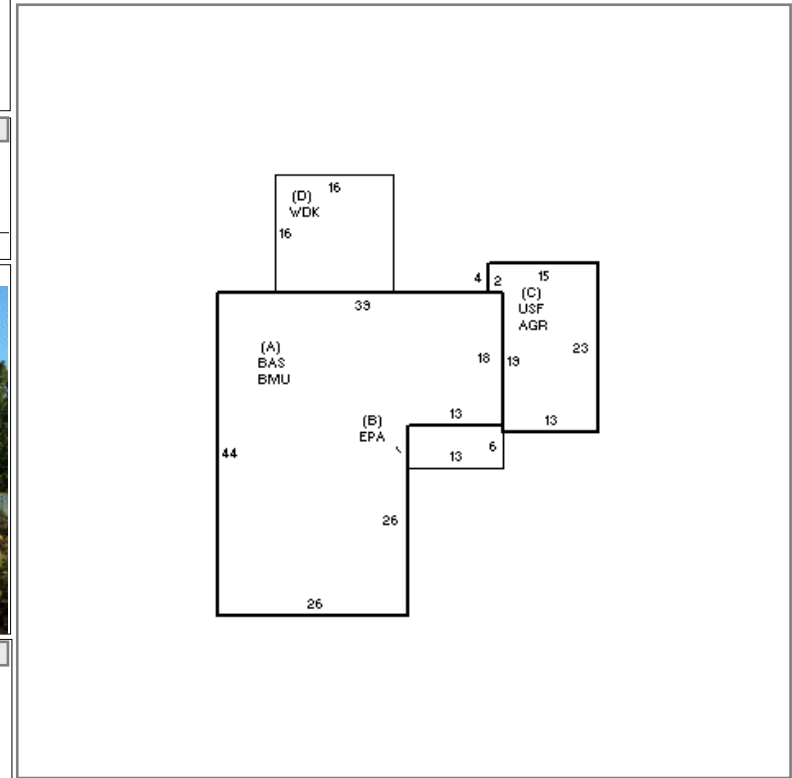 16
(D)
WDK
16
4 2 15
(C)
USF
AGR
39
(A)
BAS
BMU
18 19 23
13 13
(B)
EPA
6
13
44
26
26